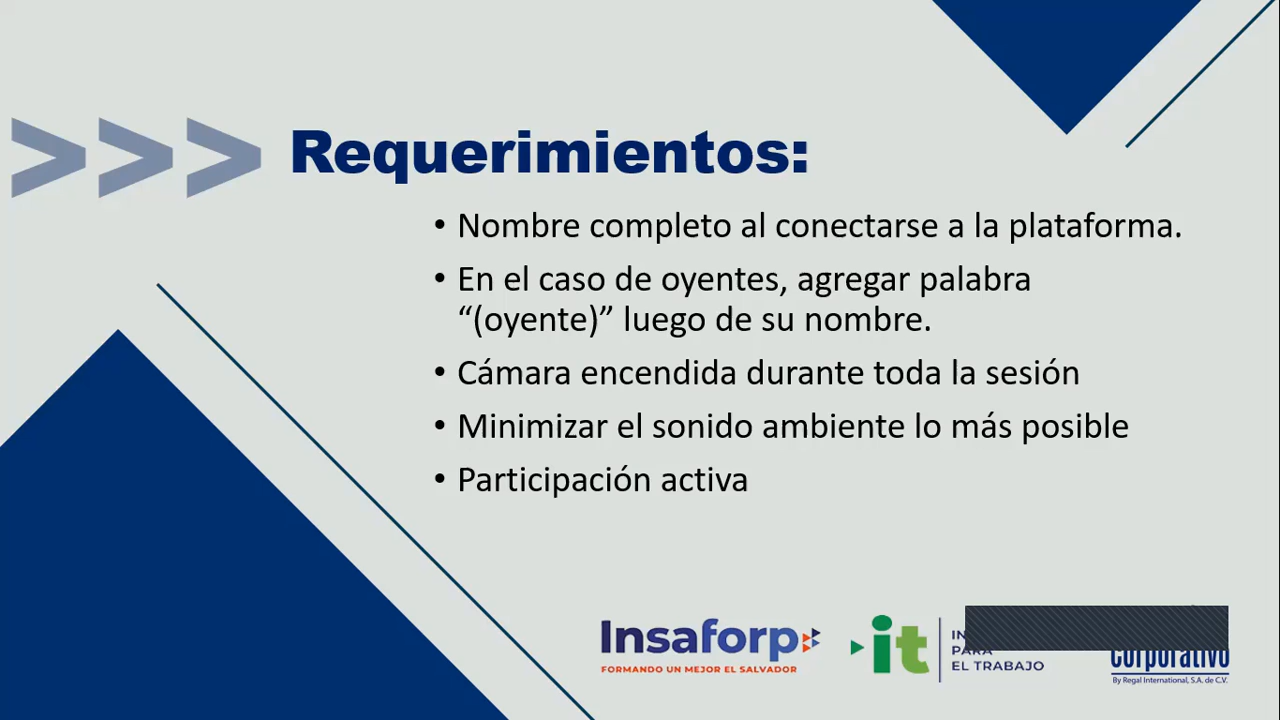 >>> Requerimientos:
• Nombre completo al conectarse a la plataforma.
• En el caso de oyentes, agregar palabra
“(oyente)” luego de su nombre.
• Cámara encendida durante toda la sesión
• Minimizar el sonido ambiente lo más posible
• Participación activa
Insaforp
FORMANDO UN MEJOR EL SALVADOR
it
PARA
EL TRABAJO
corporativo
By Regal International, S.A. de C.V.